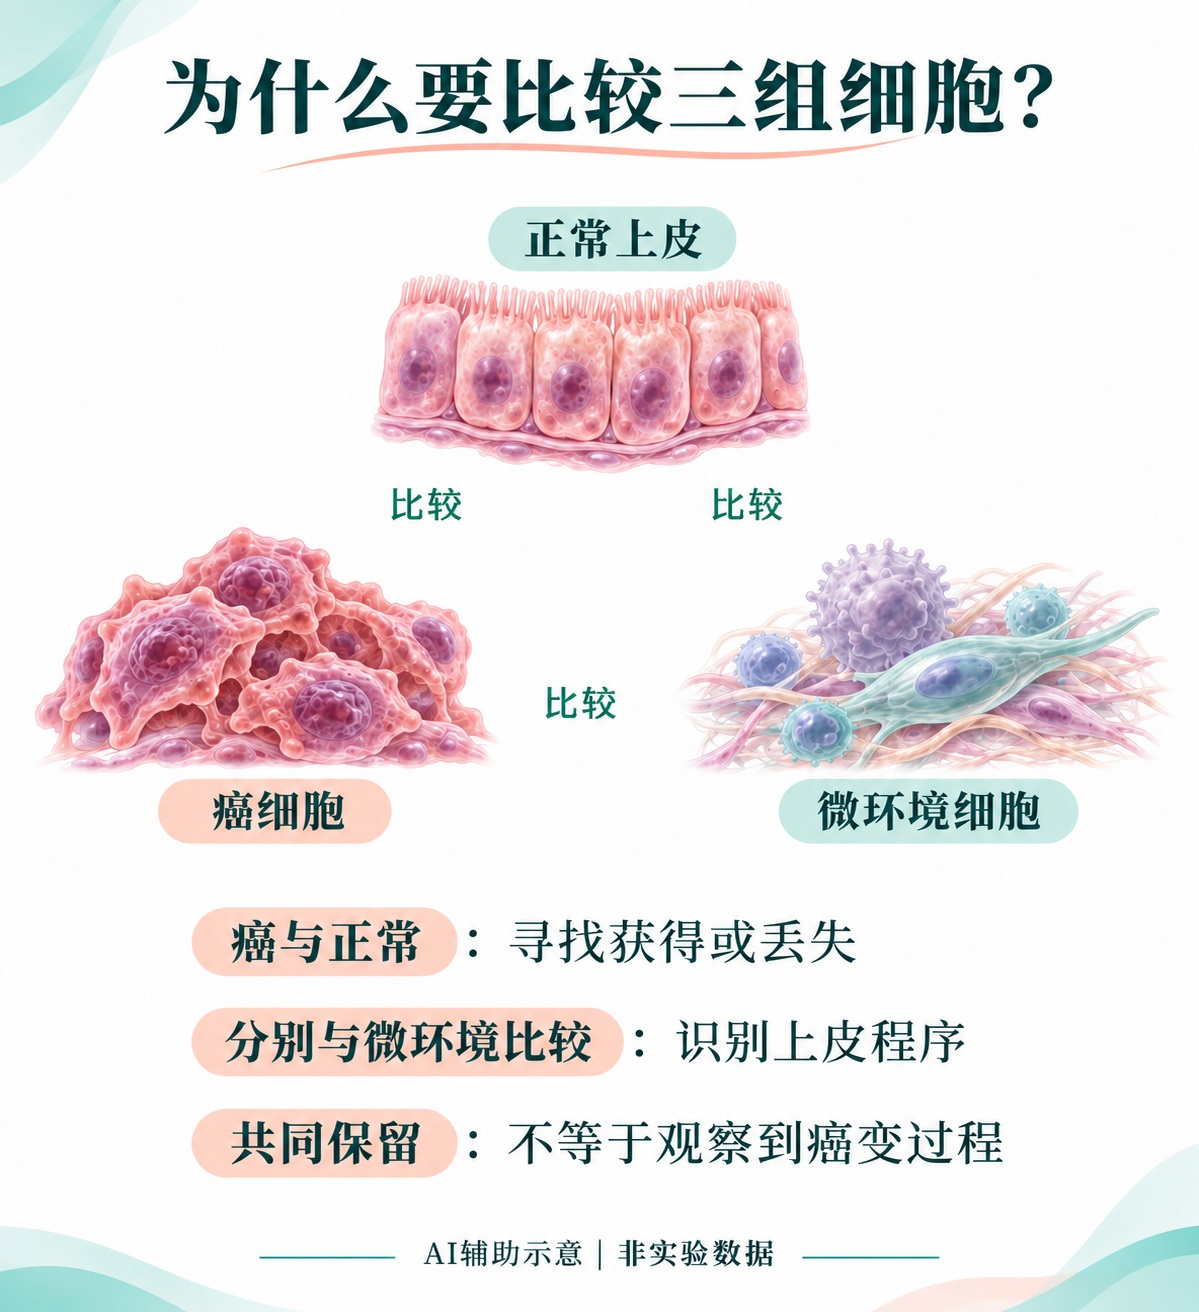 为什么要比较三组细胞?
正常上皮
比较
比较
比较
癌细胞
微环境细胞
癌与正常：寻找获得或丢失
分别与微环境比较：识别上皮程序
共同保留：不等于观察到癌变过程
AI辅助示意 | 非实验数据